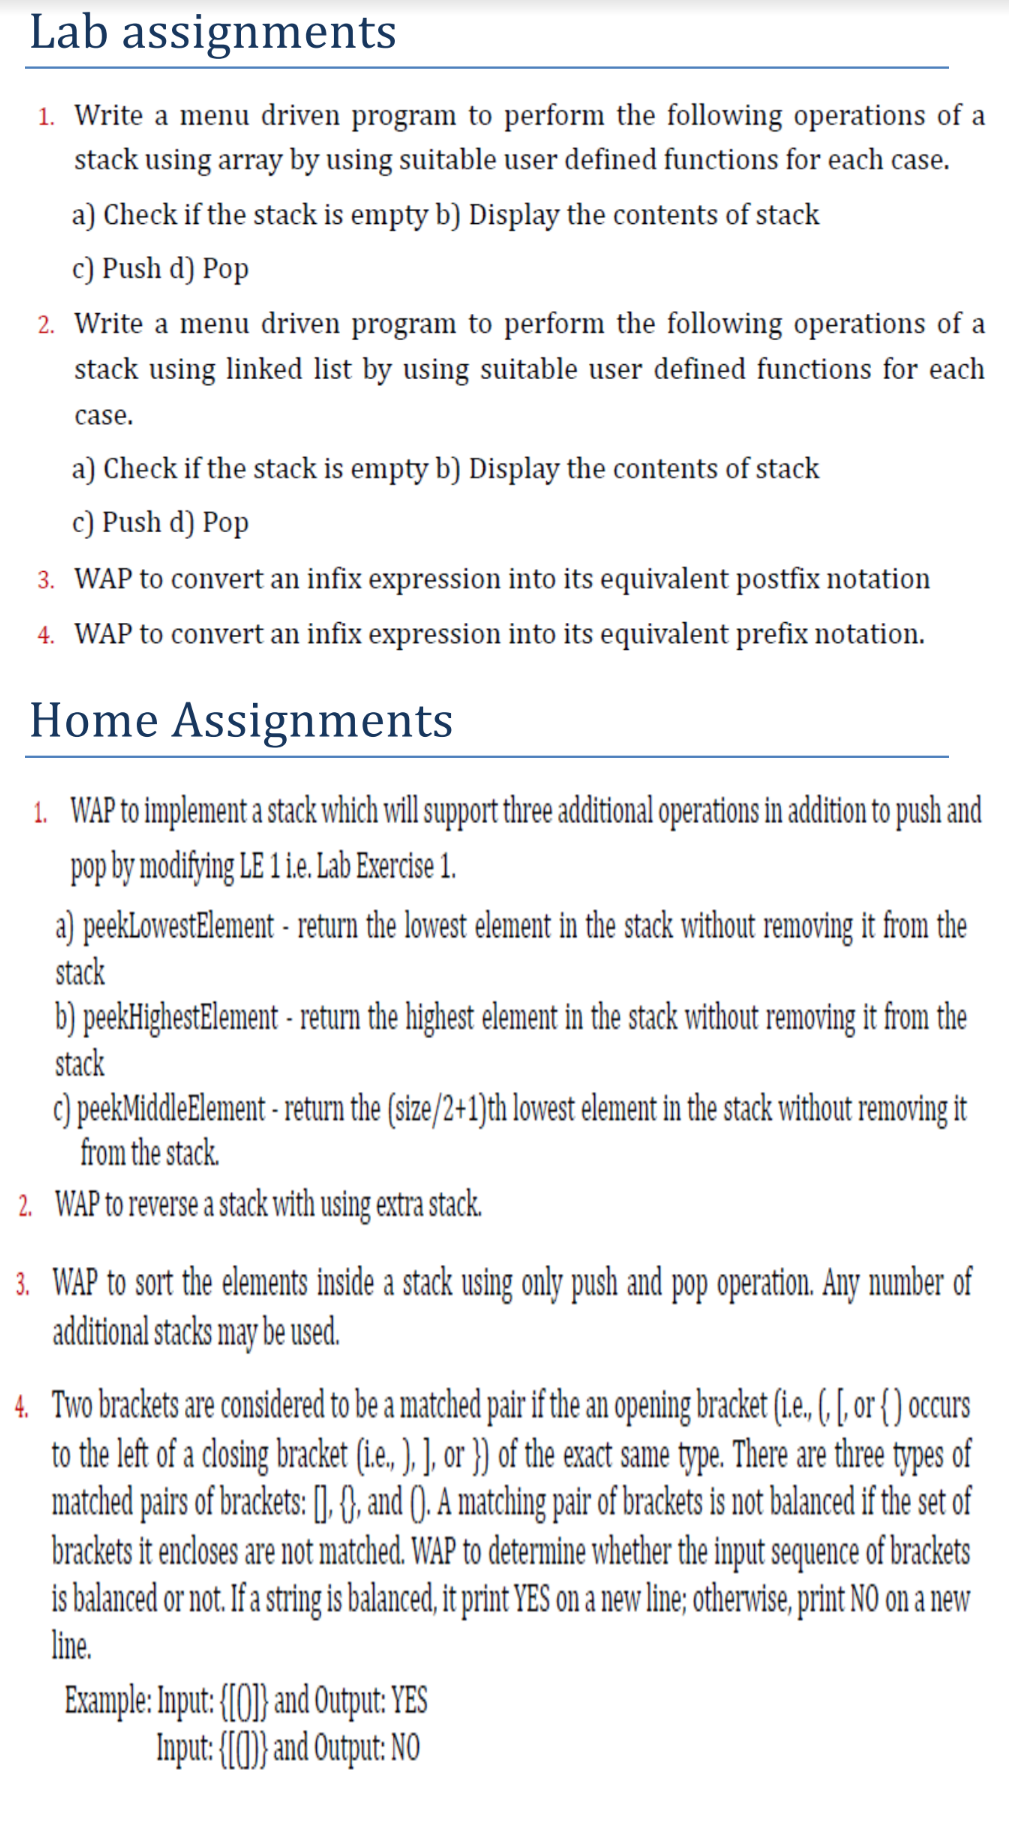 Lab assignments
1. Write a menu driven program to perform the following operations of a
stack using array by using suitable user defined functions for each case.
a) Check if the stack is empty b) Display the contents of stack
c) Push d) Pop
2. Write a menu driven program to perform the following operations of a
stack using linked list by using suitable user defined functions for each
case.
a) Check if the stack is empty b) Display the contents of stack
c) Push d) Pop
3. WAP to convert an infix expression into its equivalent postfix notation
4. WAP to convert an infix expression into its equivalent prefix notation.
Home Assignments
1. WAP to implement a stack which will support three additional operations in addition to push and
pop by modifying LE 1 i.e. Lab Exercise 1.
a) peekLowestElement - return the lowest element in the stack without removing it from the
stack
b) peekHighestElement - return the highest element in the stack without removing it from the
stack
c) peekMiddleElement - return the (size/2+1)th lowest element in the stack without removing it
from the stack.
2. WAP to reverse a stack with using extra stack.
3. WAP to sort the elements inside a stack using only push and pop operation. Any number of
additional stacks may be used.
4. Two brackets are considered to be a matched pair if the an opening bracket (i.e., (, [, or { ) occurs
to the left of a closing bracket (i.e., ), ], or }) of the exact same type. There are three types of
matched pairs of brackets: [], {}, and (). A matching pair of brackets is not balanced if the set of
brackets it encloses are not matched. WAP to determine whether the input sequence of brackets
is balanced or not. If a string is balanced, it print YES on a new line; otherwise, print NO on a new
line.
Example: Input: {[()]} and Output: YES
Input: {[(])} and Output: NO